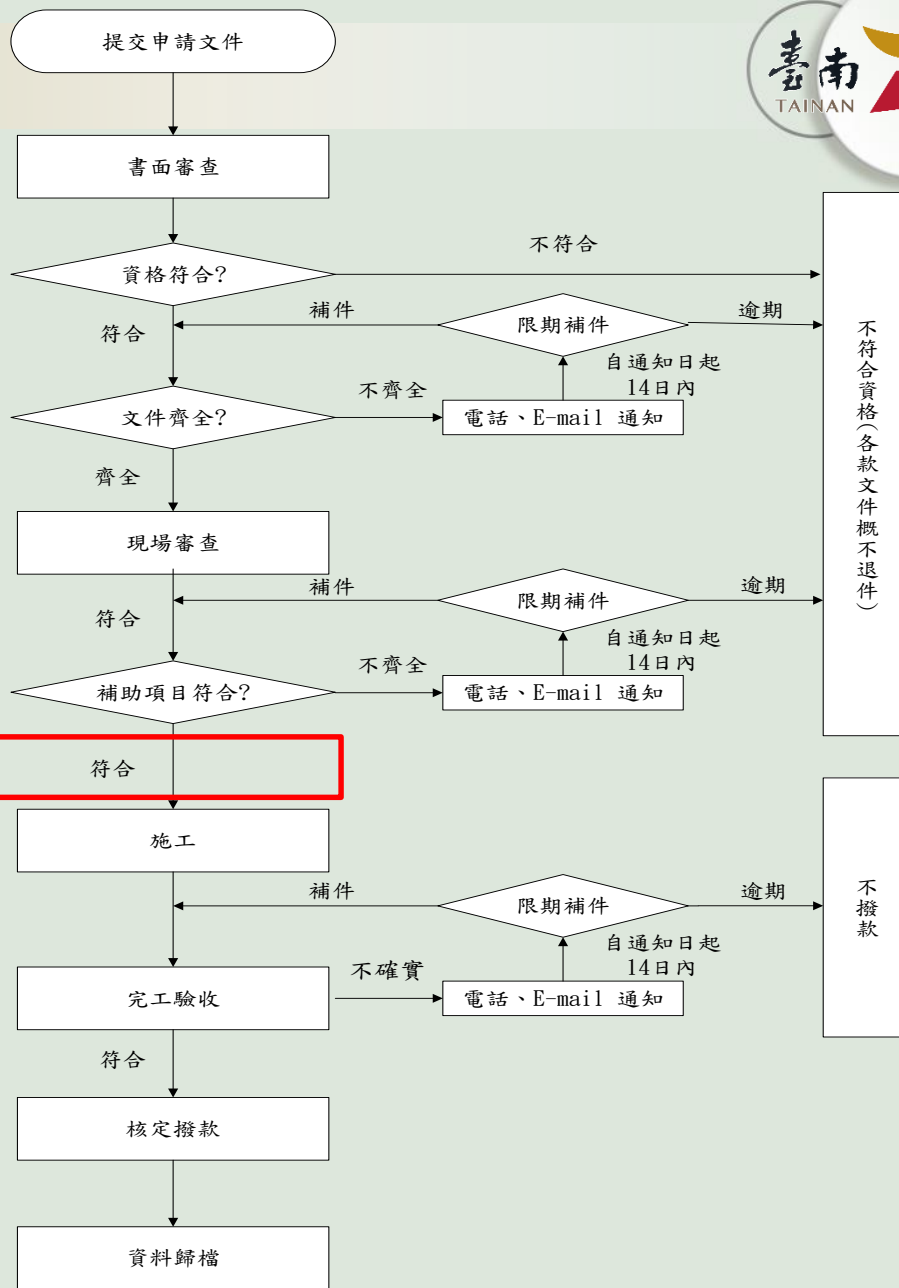 提交申請文件
臺南
TAINAN
書面審查
不符合
資格符合?
補件
限期補件
逾期
符合
自通知日起
14日內
不齊全
文件齊全?
電話、E-mail 通知
齊全
不符合資格(各款文件概不退件)
現場審查
補件
限期補件
逾期
符合
自通知日起
14日內
不齊全
補助項目符合?
電話、E-mail 通知
符合
施工
補件
限期補件
逾期
不撥款
自通知日起
14日內
不確實
完工驗收
電話、E-mail 通知
符合
核定撥款
資料歸檔